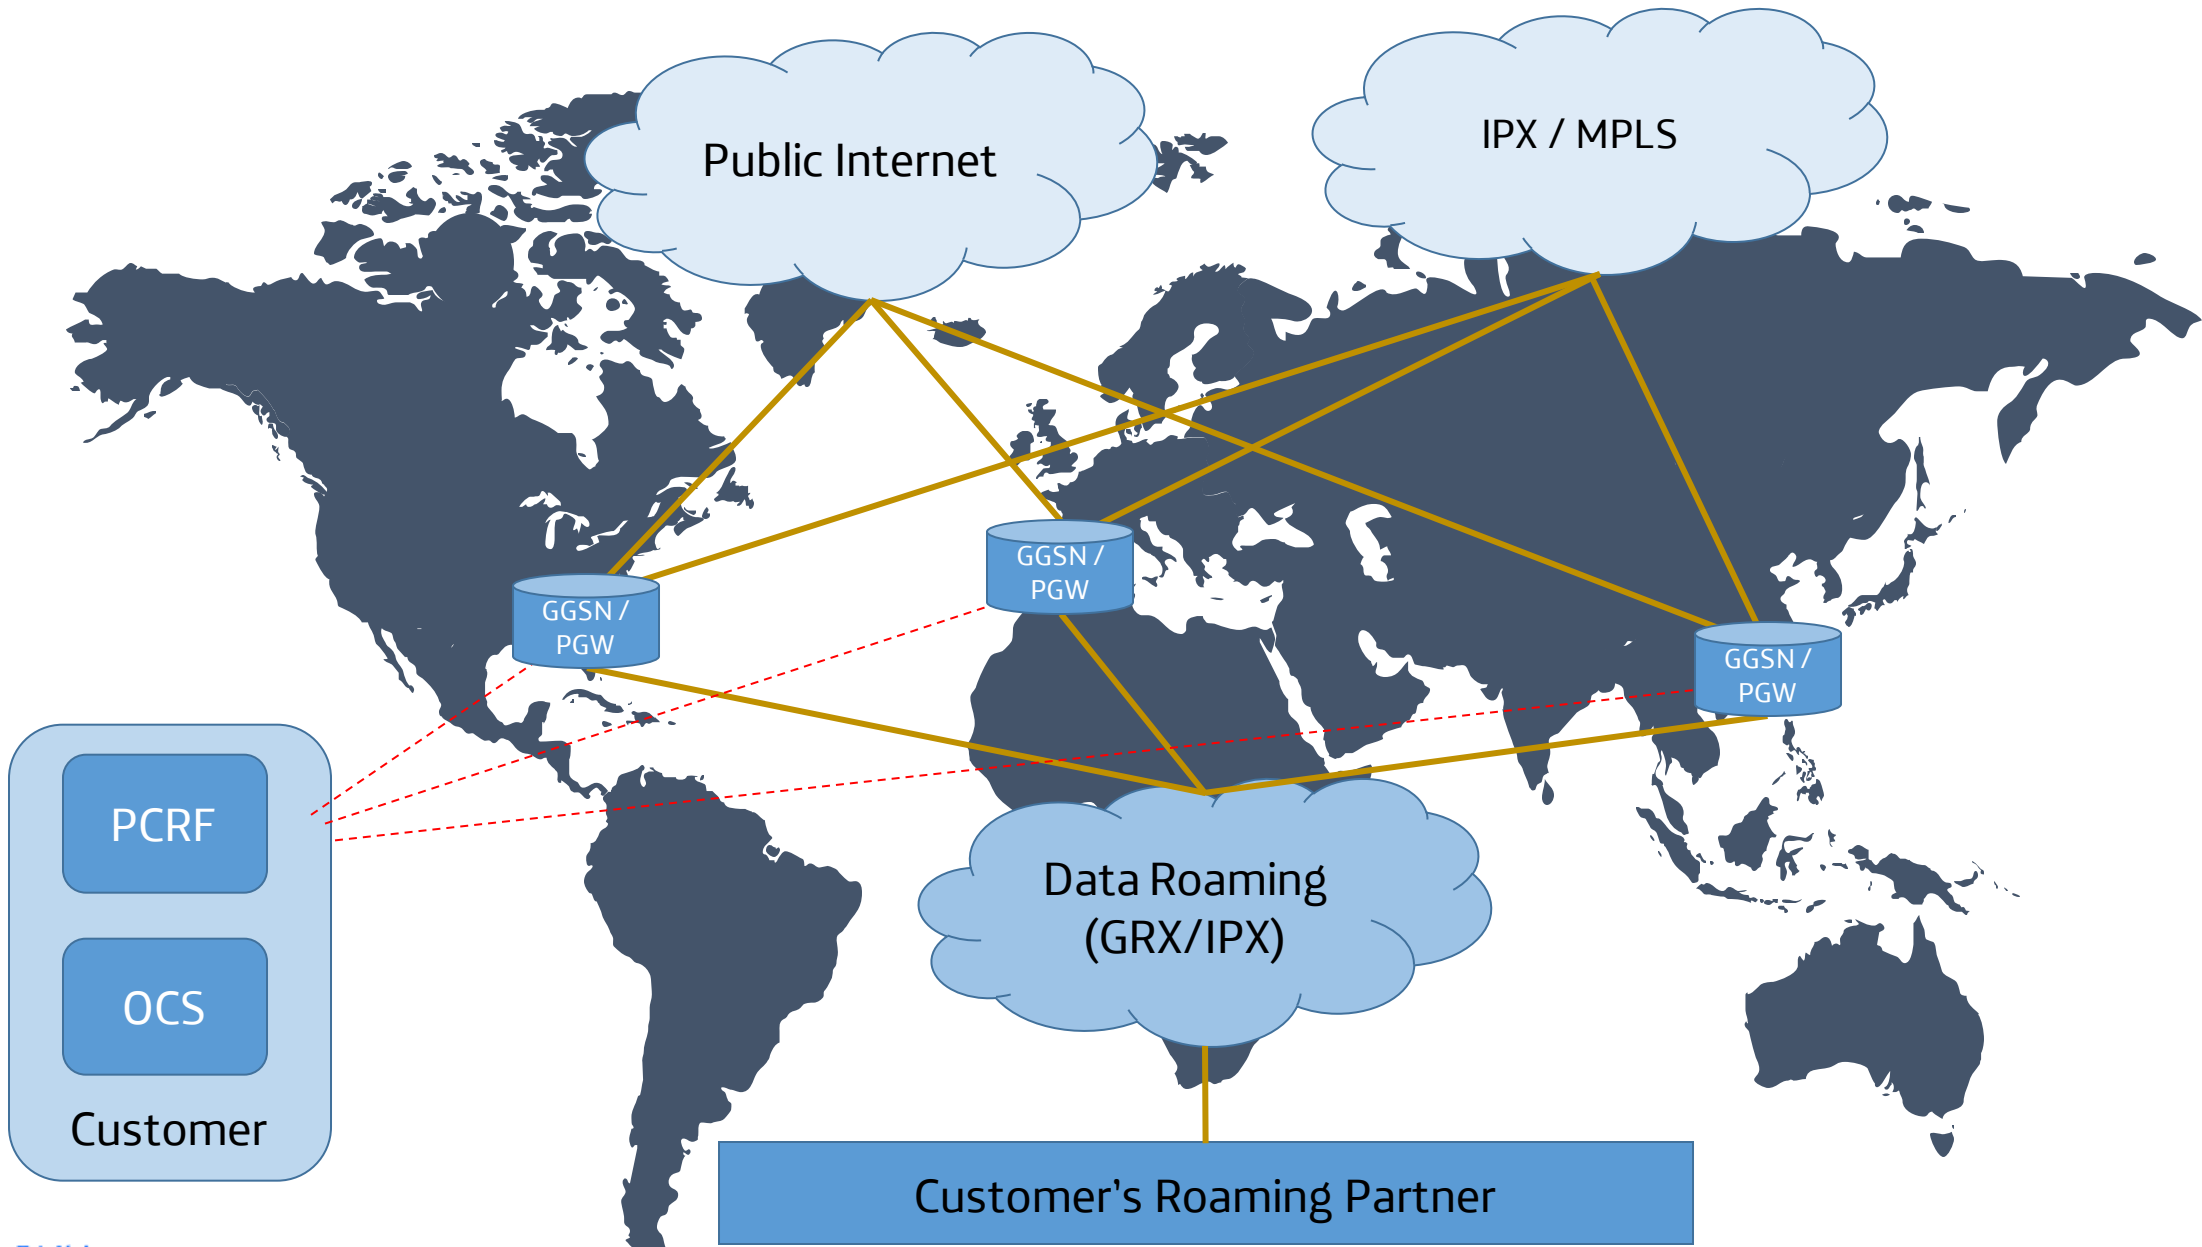 Public Internet
IPX / MPLS
GGSN /
PGW
GGSN /
PGW
GGSN /
PGW
PCRF
OCS
Customer
Data Roaming
(GRX/IPX)
Customer’s Roaming Partner